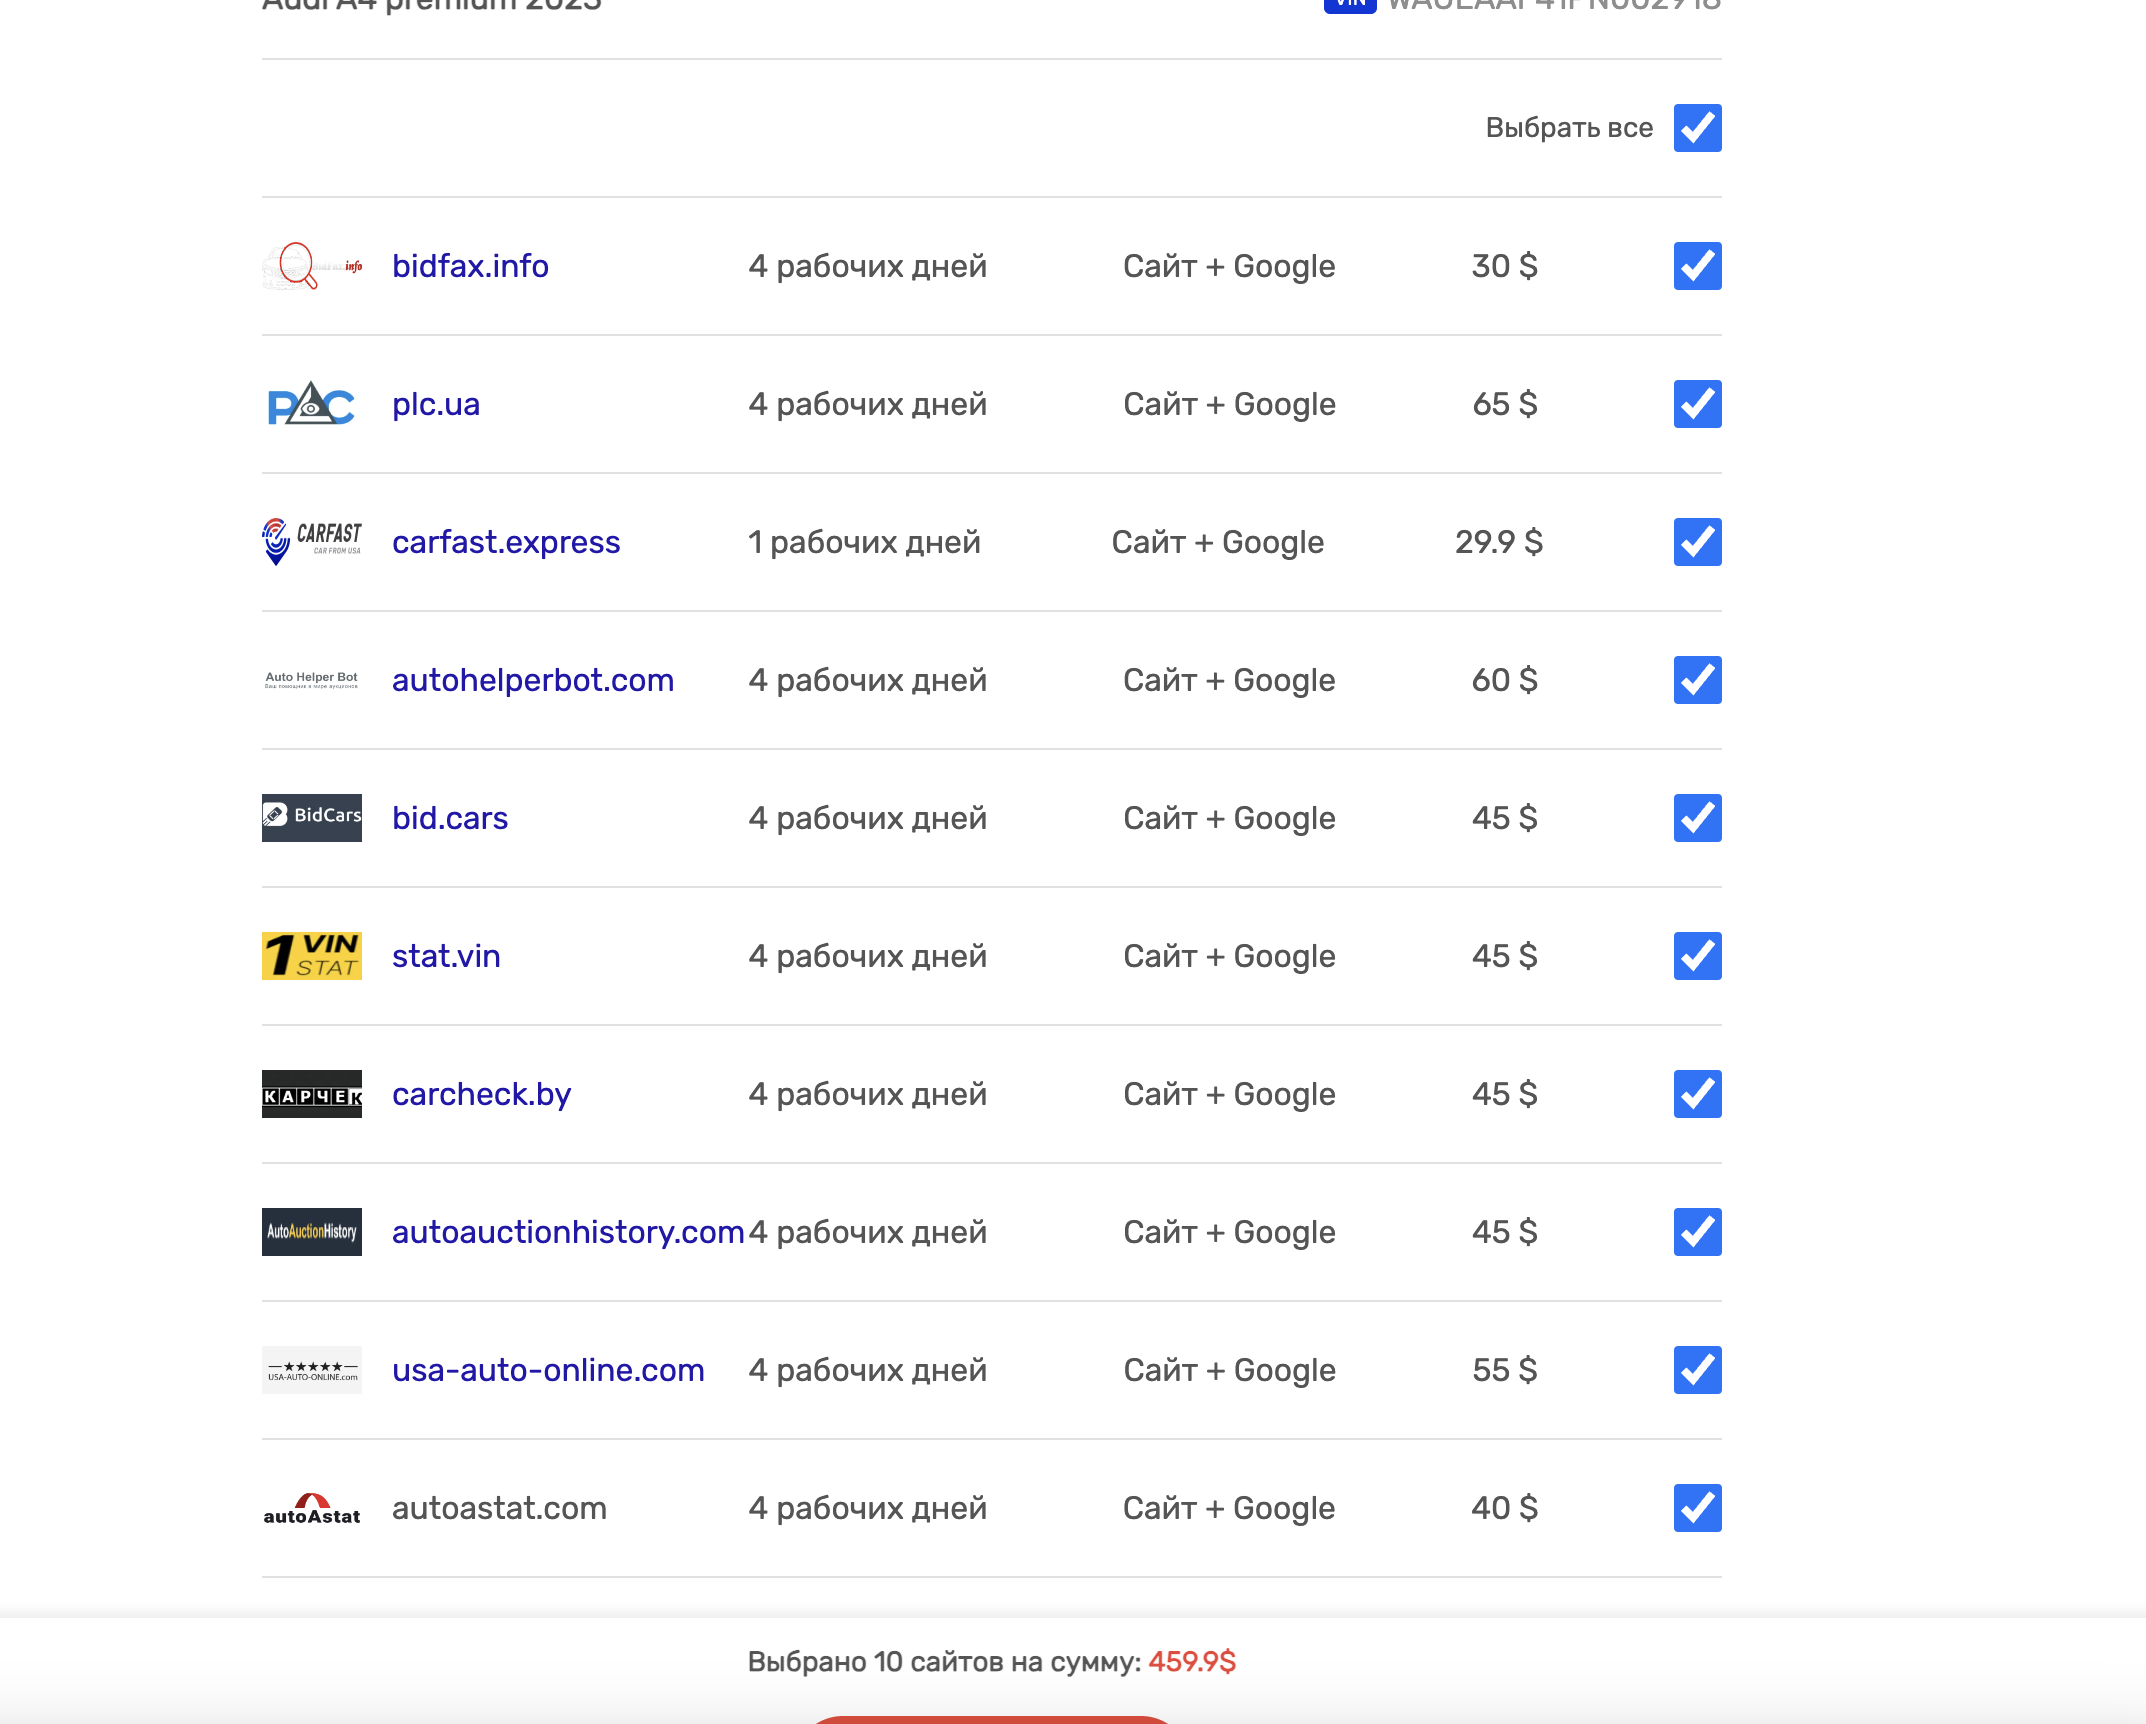 Audi A4 premium 2023
VIN
Выбрать все
info
bidfax.info 4 рабочих дней Сайт + Google 30 $
PLC
plc.ua 4 рабочих дней Сайт + Google 65 $
CARFAST
CAR FROM USA
carfast.express 1 рабочих дней Сайт + Google 29.9 $
Auto Helper Bot
Ваш помощник в мире аукционов
autohelperbot.com 4 рабочих дней Сайт + Google 60 $
BidCars
bid.cars 4 рабочих дней Сайт + Google 45 $
1 VIN
STAT
stat.vin 4 рабочих дней Сайт + Google 45 $
КАРЧЕК
carcheck.by 4 рабочих дней Сайт + Google 45 $
AutoAuctionHistory
autoauctionhistory.com 4 рабочих дней Сайт + Google 45 $
USA-AUTO-ONLINE.com
usa-auto-online.com 4 рабочих дней Сайт + Google 55 $
autoAstat
autoastat.com 4 рабочих дней Сайт + Google 40 $
Выбрано 10 сайтов на сумму: 459.9$